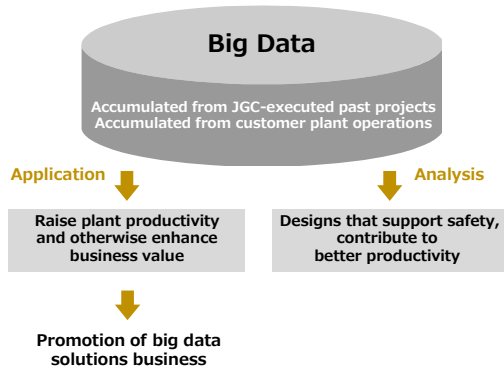 Big Data
Accumulated from JGC-executed past projects
Accumulated from customer plant operations
Application
Analysis
Raise plant productivity
and otherwise enhance
business value
Designs that support safety,
contribute to
better productivity
Promotion of big data
solutions business